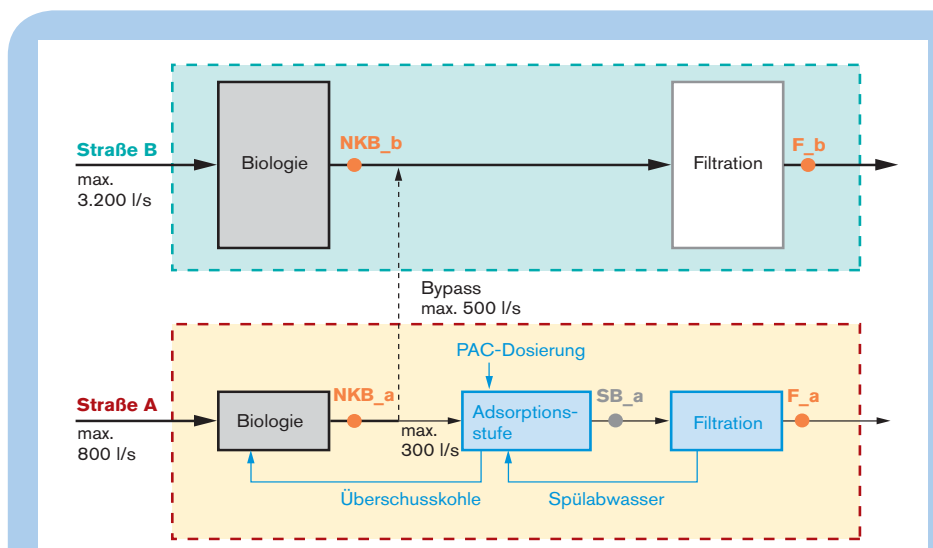 Straße B
max.
3.200 l/s
Biologie
NKB_b
Filtration
F_b
Bypass
max. 500 l/s
PAC-Dosierung
Straße A
max.
800 l/s
Biologie
NKB_a
max.
300 l/s
Adsorptions-
stufe
SB_a
Filtration
F_a
Überschusskohle
Spülabwasser